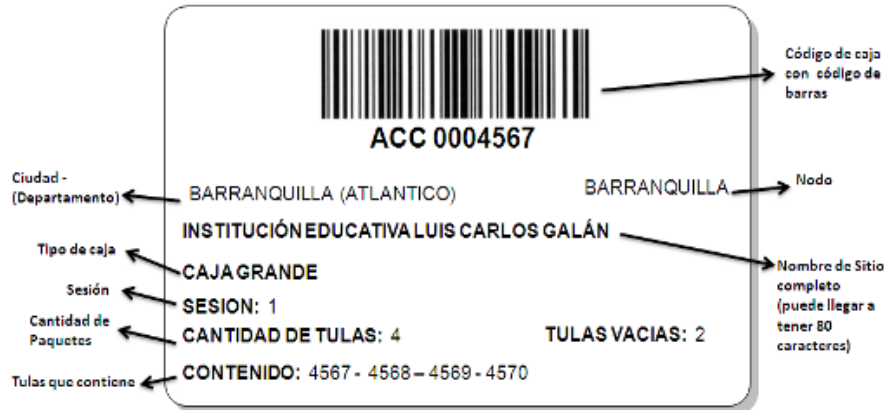 Código de caja
con código de
barras
ACC 0004567
Ciudad -
(Departamento)
BARRANQUILLA (ATLANTICO)
BARRANQUILLA
Nodo
INSTITUCIÓN EDUCATIVA LUIS CARLOS GALÁN
Tipo de caja
CAJA GRANDE
Nombre de Sitio
completo
(puede llegar a
tener 80
caracteres)
Sesión
SESION: 1
Cantidad de
Paquetes
CANTIDAD DE TULAS: 4
TULAS VACIAS: 2
Tulas que contiene
CONTENIDO: 4567 - 4568 – 4569 - 4570